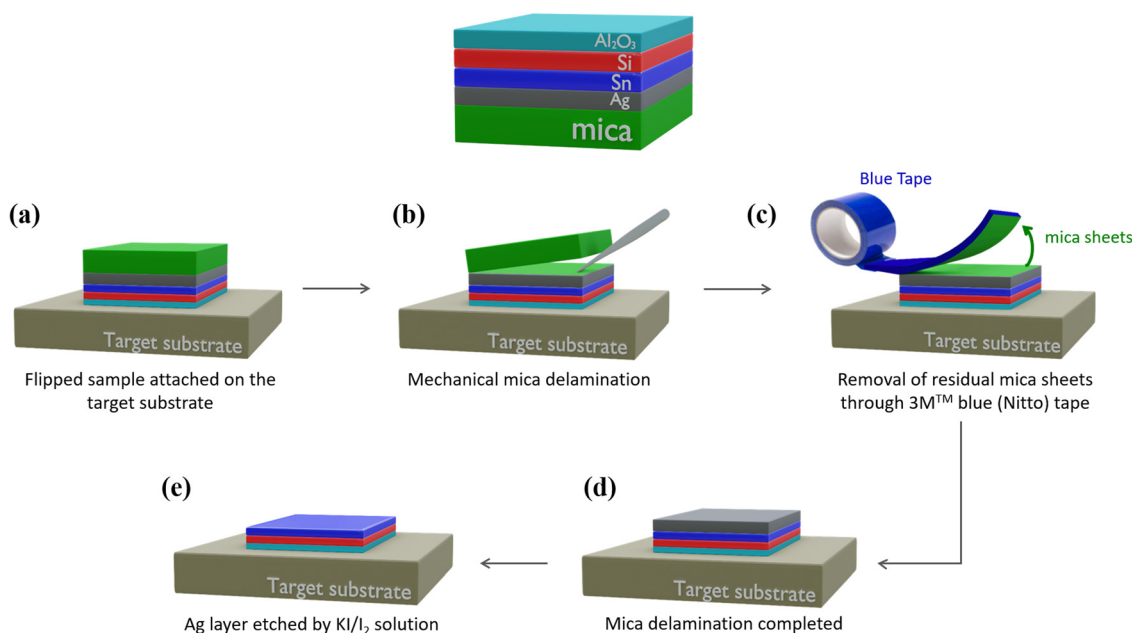 Al₂O₃
Si
Sn
Ag
mica
(a)
Target substrate
Flipped sample attached on the
target substrate
(b)
Target substrate
Mechanical mica delamination
(c)
Blue Tape
mica sheets
Target substrate
Removal of residual mica sheets
through 3M™ blue (Nitto) tape
(e)
Target substrate
Ag layer etched by KI/I₂ solution
(d)
Target substrate
Mica delamination completed